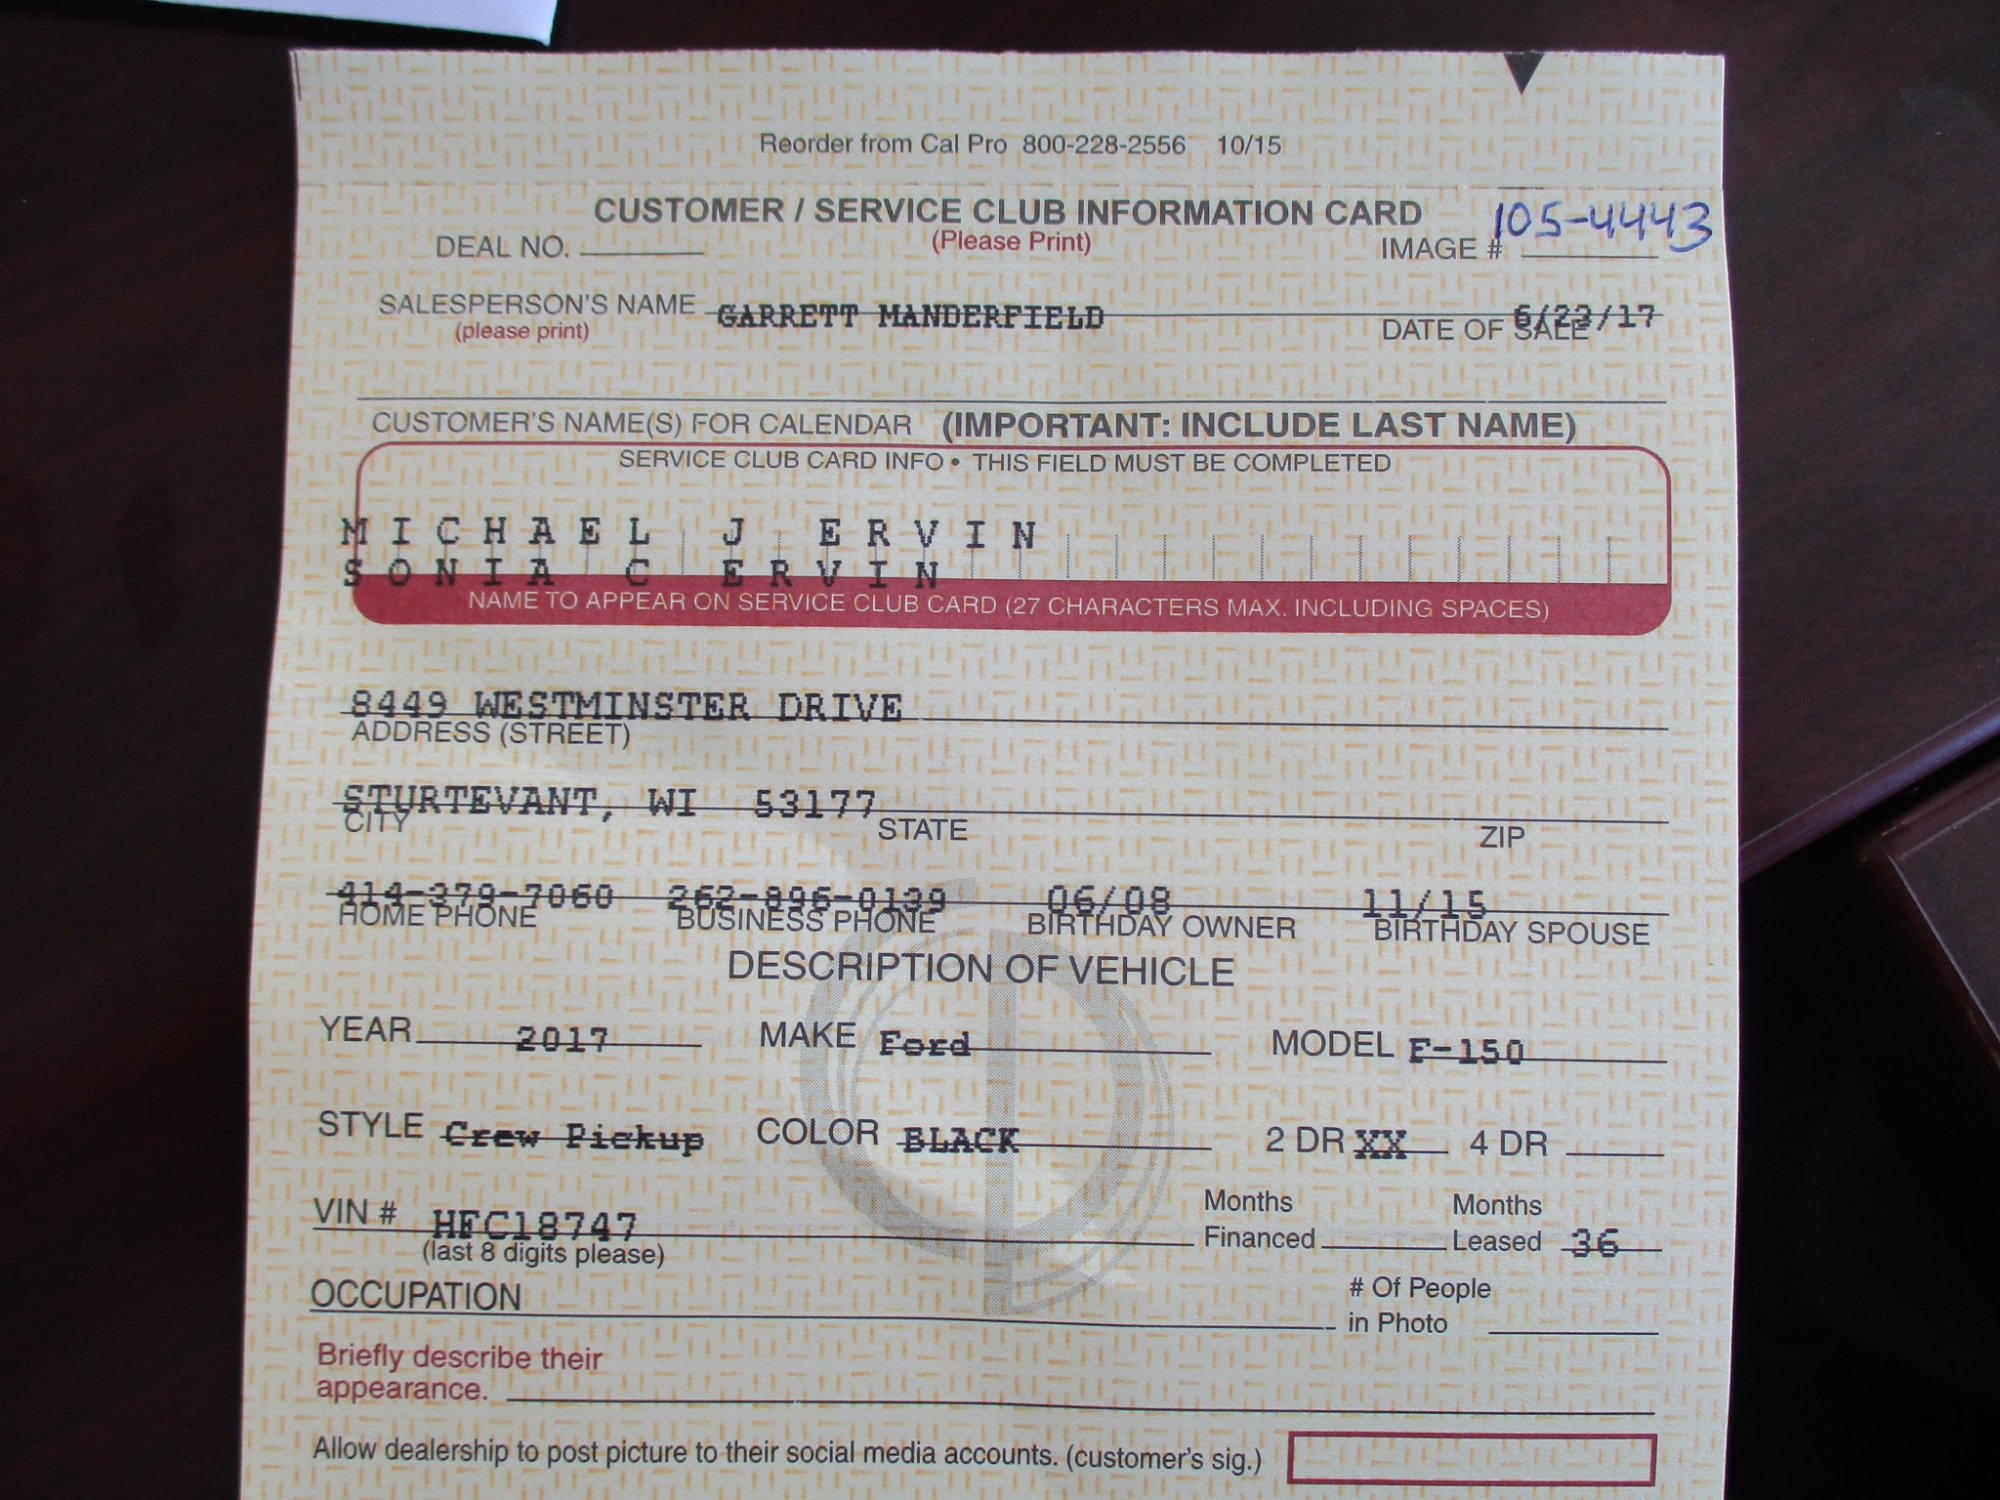 Reorder from Cal Pro 800-228-2556 10/15
CUSTOMER / SERVICE CLUB INFORMATION CARD
105-4443
DEAL NO. (Please Print) IMAGE #
SALESPERSON'S NAME GARRETT MANDERFIELD 6/23/17
(please print) DATE OF SALE
CUSTOMER'S NAME(S) FOR CALENDAR (IMPORTANT: INCLUDE LAST NAME)
SERVICE CLUB CARD INFO • THIS FIELD MUST BE COMPLETED
MICHAEL J ERVIN
SONIA C ERVIN
NAME TO APPEAR ON SERVICE CLUB CARD (27 CHARACTERS MAX. INCLUDING SPACES)
8449 WESTMINSTER DRIVE
ADDRESS (STREET)
STURTEVANT, WI 53177
CITY STATE ZIP
414-379-7060 262-896-0139 06/08 11/15
HOME PHONE BUSINESS PHONE BIRTHDAY OWNER BIRTHDAY SPOUSE
DESCRIPTION OF VEHICLE
YEAR 2017 MAKE Ford MODEL F-150
STYLE Crew Pickup COLOR BLACK 2 DR XX 4 DR
VIN # HFC18747 Months Financed Months Leased 36
(last 8 digits please)
OCCUPATION # Of People in Photo
Briefly describe their
appearance.
Allow dealership to post picture to their social media accounts. (customer's sig.)